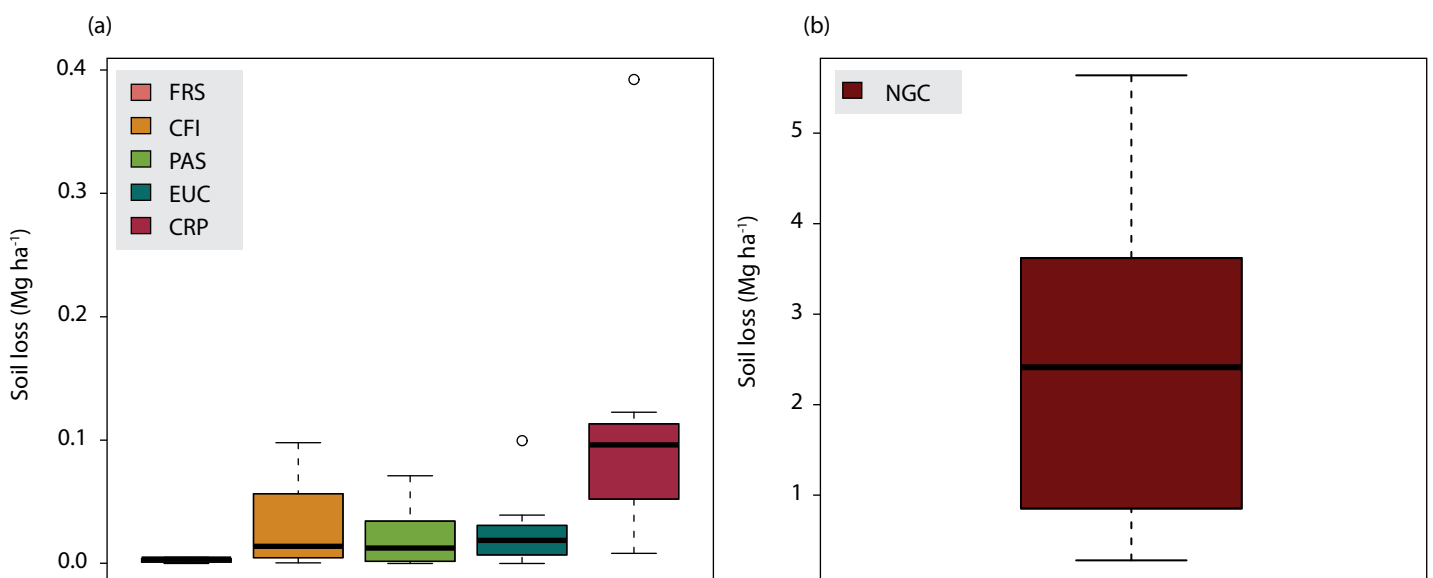 (a)
0.4
0.3
0.2
0.1
0.0
Soil loss (Mg ha⁻¹)
FRS
CFI
PAS
EUC
CRP
(b)
5
4
3
2
1
Soil loss (Mg ha⁻¹)
NGC